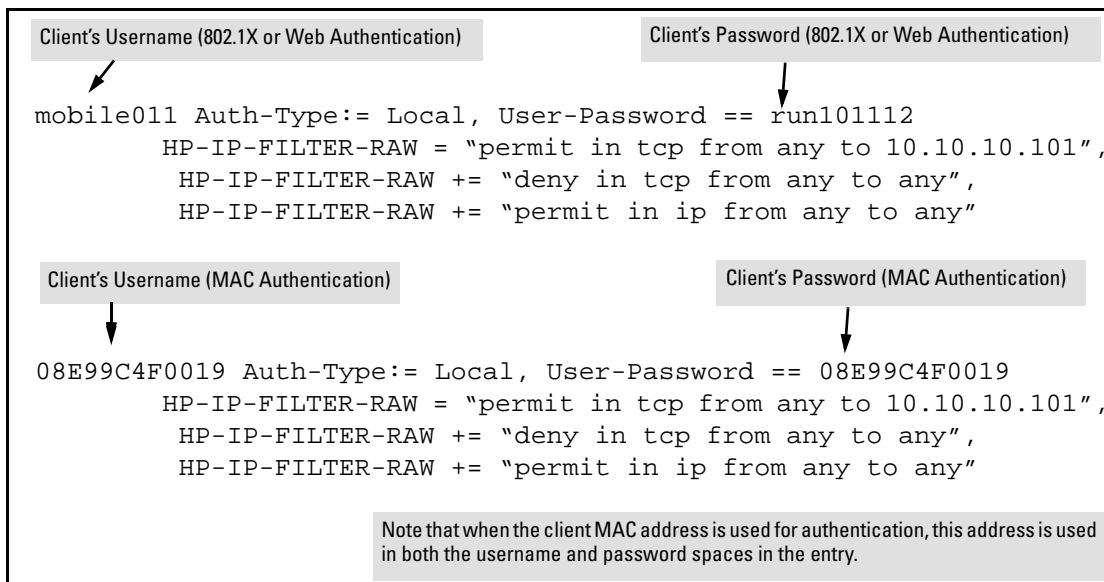 Client's Username (802.1X or Web Authentication)
Client's Password (802.1X or Web Authentication)
mobile011 Auth-Type:= Local, User-Password == run101112
HP-IP-FILTER-RAW = “permit in tcp from any to 10.10.10.101”,
HP-IP-FILTER-RAW += “deny in tcp from any to any”,
HP-IP-FILTER-RAW += “permit in ip from any to any”
Client's Username (MAC Authentication)
Client's Password (MAC Authentication)
08E99C4F0019 Auth-Type:= Local, User-Password == 08E99C4F0019
HP-IP-FILTER-RAW = “permit in tcp from any to 10.10.10.101”,
HP-IP-FILTER-RAW += “deny in tcp from any to any”,
HP-IP-FILTER-RAW += “permit in ip from any to any”
Note that when the client MAC address is used for authentication, this address is used
in both the username and password spaces in the entry.